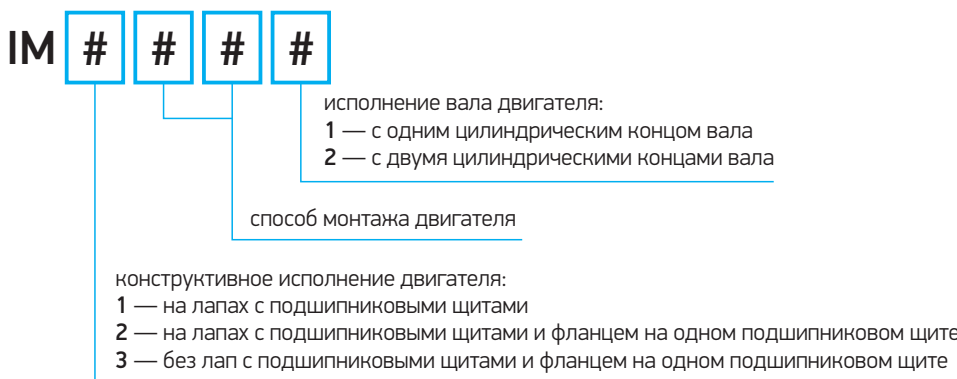 IM # # # #
исполнение вала двигателя:
1 — с одним цилиндрическим концом вала
2 — с двумя цилиндрическими концами вала
способ монтажа двигателя
конструктивное исполнение двигателя:
1 — на лапах с подшипниковыми щитами
2 — на лапах с подшипниковыми щитами и фланцем на одном подшипниковом щите
3 — без лап с подшипниковыми щитами и фланцем на одном подшипниковом щите